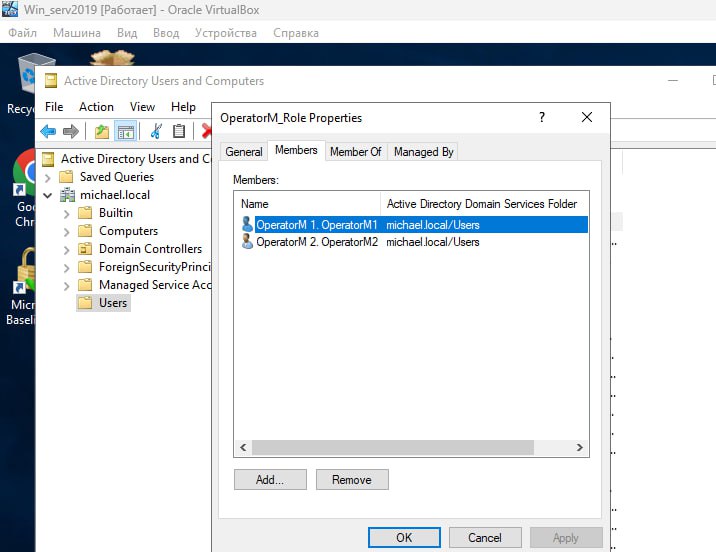 Win_serv2019 [Работает] - Oracle VirtualBox
Файл Машина Вид Ввод Устройства Справка
Active Directory Users and Computers
File Action View Help
OperatorM_Role Properties
General Members Member Of Managed By
Members:
Name Active Directory Domain Services Folder
OperatorM 1. OperatorM1 michael.local/Users
OperatorM 2. OperatorM2 michael.local/Users
Add... Remove
OK Cancel Apply
Active Directory Users and Co
Saved Queries
michael.local
Builtin
Computers
Domain Controllers
ForeignSecurityPrinci
Managed Service Acc
Users
Recyc
Goo
Chr
Micr
Baseli